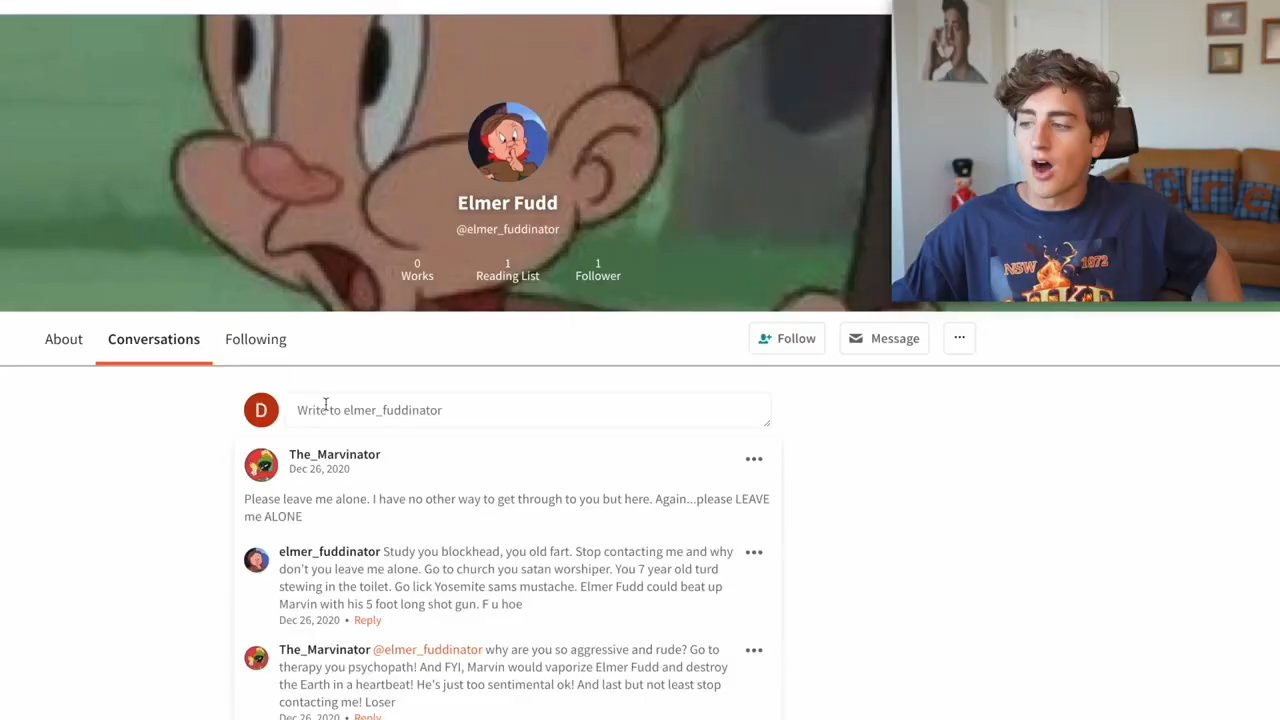 Elmer Fudd
@elmer_fuddinator
0
Works
1
Reading List
1
Follower
NSW 1972
About
Conversations
Following
Follow
Message
D
Write to elmer_fuddinator
The_Marvinator
Dec 26, 2020
Please leave me alone. I have no other way to get through to you but here. Again...please LEAVE
me ALONE
elmer_fuddinator Study you blockhead, you old fart. Stop contacting me and why
don't you leave me alone. Go to church you satan worshiper. You 7 year old turd
stewing in the toilet. Go lick Yosemite sams mustache. Elmer Fudd could beat up
Marvin with his 5 foot long shot gun. F u hoe
Dec 26, 2020 • Reply
The_Marvinator @elmer_fuddinator why are you so aggressive and rude? Go to
therapy you psychopath! And FYI, Marvin would vaporize Elmer Fudd and destroy
the Earth in a heartbeat! He's just too sentimental ok! And last but not least stop
contacting me! Loser
Dec 26, 2020 • Reply